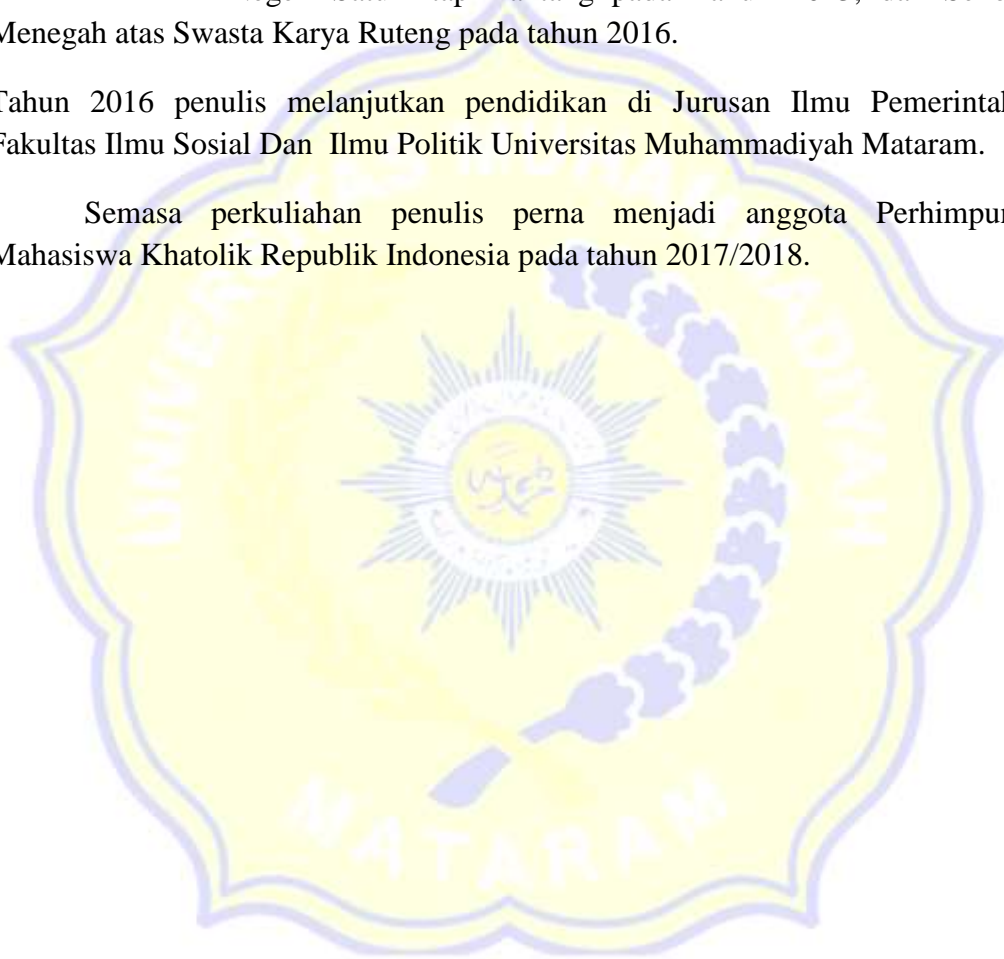 Menegah atas Swasta Karya Ruteng pada tahun 2016.
Tahun 2016 penulis melanjutkan pendidikan di Jurusan Ilmu
Fakultas Ilmu Sosial Dan Ilmu Politik Universitas Muhammadiyah Mataram.
Semasa perkuliahan penulis perna menjadi anggota
Mahasiswa Khatolik Republik Indonesia pada tahun 2017/2018.
UNIVERSITAS MUHAMMADIYAH
MATARAM